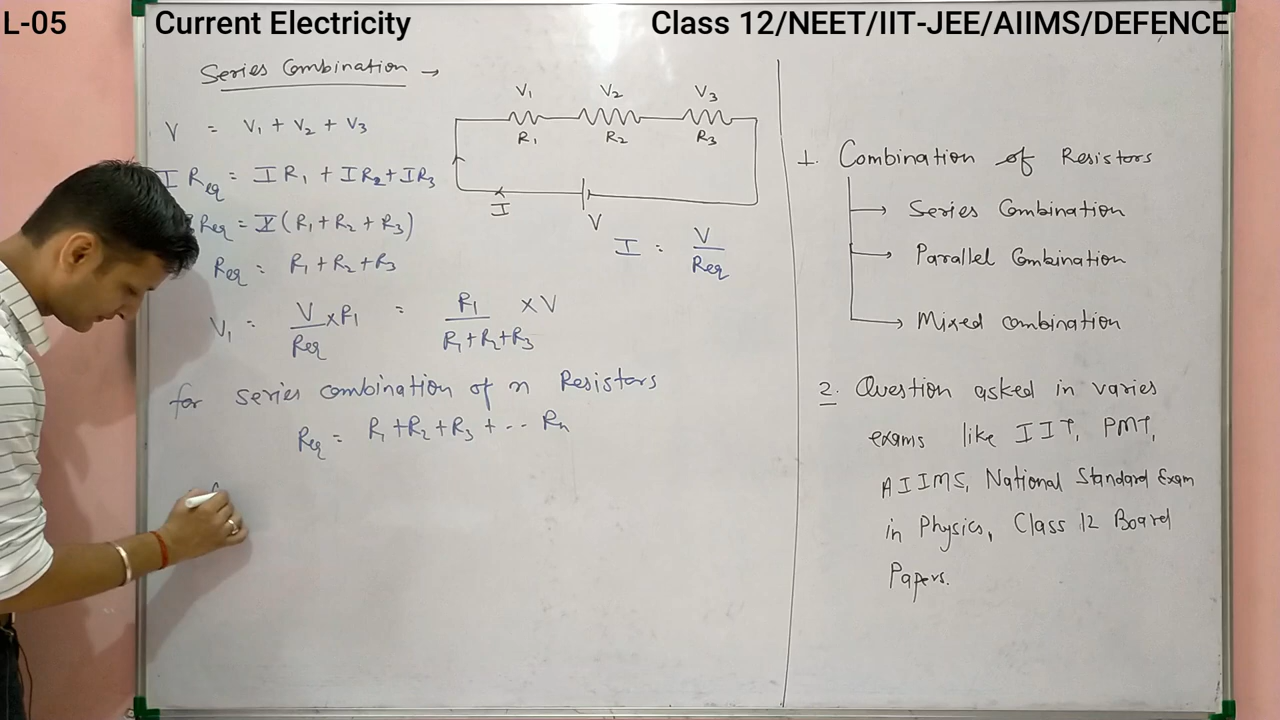 L-05 Current Electricity Class 12/NEET/IIT-JEE/AIIMS/DEFENCE
Series Combination →
V = V1 + V2 + V3
I Req = I R1 + I R2 + I R3
Req = I (R1 + R2 + R3)
Req = R1 + R2 + R3
V1 = V/Req × R1 = R1/(R1+R2+R3) × V
for series combination of n Resistors
Req = R1 + R2 + R3 + --- Rn
V1 V2 V3
R1 R2 R3
I V
I = V/Req
1. Combination of Resistors
→ Series Combination
→ Parallel Combination
→ Mixed combination
2. Question asked in varies
exams like IIT, PMT,
AIIMS, National Standard Exam
in Physics, Class 12 Board
Papers.